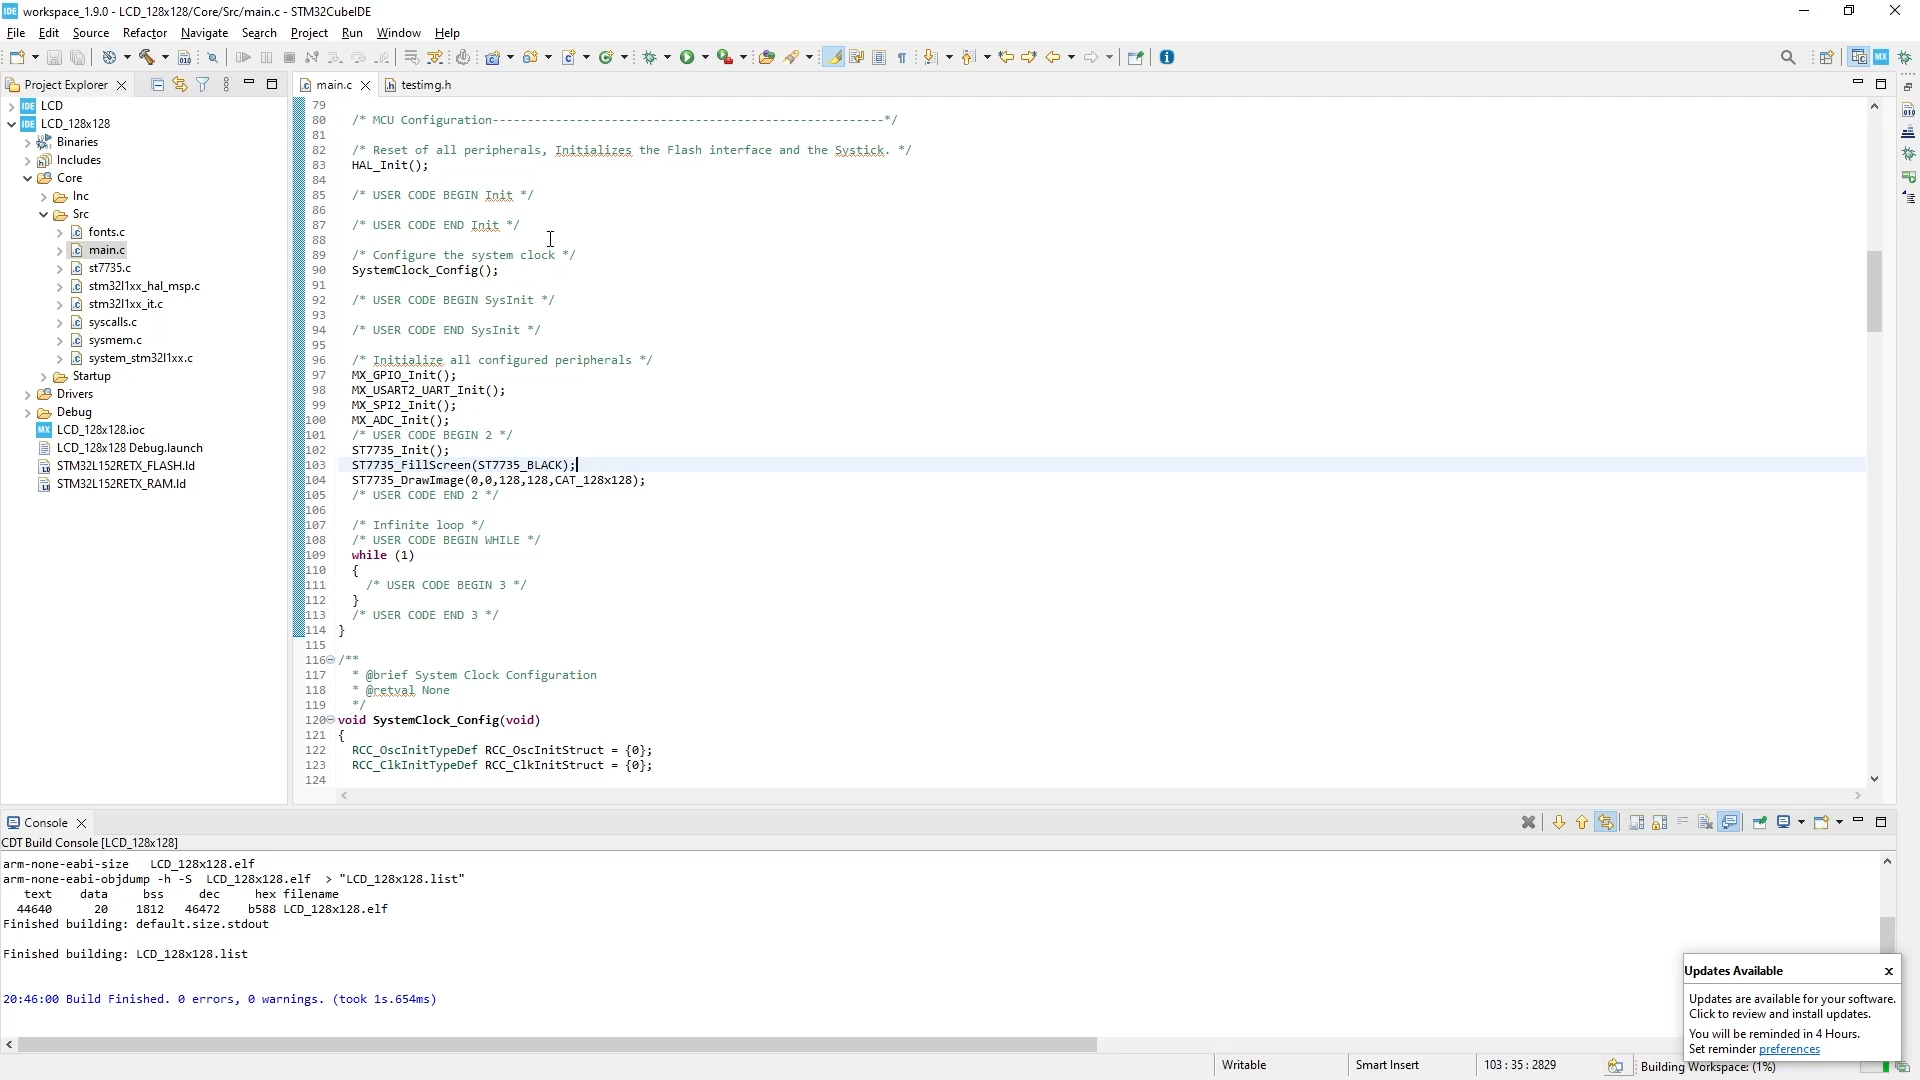 workspace_1.9.0 - LCD_128x128/Core/Src/main.c - STM32CubeIDE
File Edit Source Refactor Navigate Search Project Run Window Help
Project Explorer
LCD
LCD_128x128
Binaries
Includes
Core
Inc
Src
fonts.c
main.c
st7735.c
stm32l1xx_hal_msp.c
stm32l1xx_it.c
syscalls.c
sysmem.c
system_stm32l1xx.c
Startup
Drivers
Debug
LCD_128x128.ioc
LCD_128x128 Debug.launch
STM32L152RETX_FLASH.ld
STM32L152RETX_RAM.ld
main.c testimg.h
79
80 /* MCU Configuration--------------------------------------------------------*/
81
82 /* Reset of all peripherals, Initializes the Flash interface and the Systick. */
83 HAL_Init();
84
85 /* USER CODE BEGIN Init */
86
87 /* USER CODE END Init */
88
89 /* Configure the system clock */
90 SystemClock_Config();
91
92 /* USER CODE BEGIN SysInit */
93
94 /* USER CODE END SysInit */
95
96 /* Initialize all configured peripherals */
97 MX_GPIO_Init();
98 MX_USART2_UART_Init();
99 MX_SPI2_Init();
100 MX_ADC_Init();
101 /* USER CODE BEGIN 2 */
102 ST7735_Init();
103 ST7735_FillScreen(ST7735_BLACK);
104 ST7735_DrawImage(0,0,128,128,CAT_128x128);
105 /* USER CODE END 2 */
106
107 /* Infinite loop */
108 /* USER CODE BEGIN WHILE */
109 while (1)
110 {
111 /* USER CODE BEGIN 3 */
112 }
113 /* USER CODE END 3 */
114 }
115
116 /**
117 * @brief System Clock Configuration
118 * @retval None
119 */
120 void SystemClock_Config(void)
121 {
122 RCC_OscInitTypeDef RCC_OscInitStruct = {0};
123 RCC_ClkInitTypeDef RCC_ClkInitStruct = {0};
124
Console
CDT Build Console [LCD_128x128]
arm-none-eabi-size LCD_128x128.elf
arm-none-eabi-objdump -h -S LCD_128x128.elf > "LCD_128x128.list"
text data bss dec hex filename
44640 20 1812 46472 b588 LCD_128x128.elf
Finished building: default.size.stdout
Finished building: LCD_128x128.list
20:46:00 Build Finished. 0 errors, 0 warnings. (took 1s.654ms)
Updates Available
Updates are available for your software.
Click to review and install updates.
You will be reminded in 4 Hours.
Set reminder preferences
Writable Smart Insert 103 : 35 : 2829 Building Workspace: (1%)